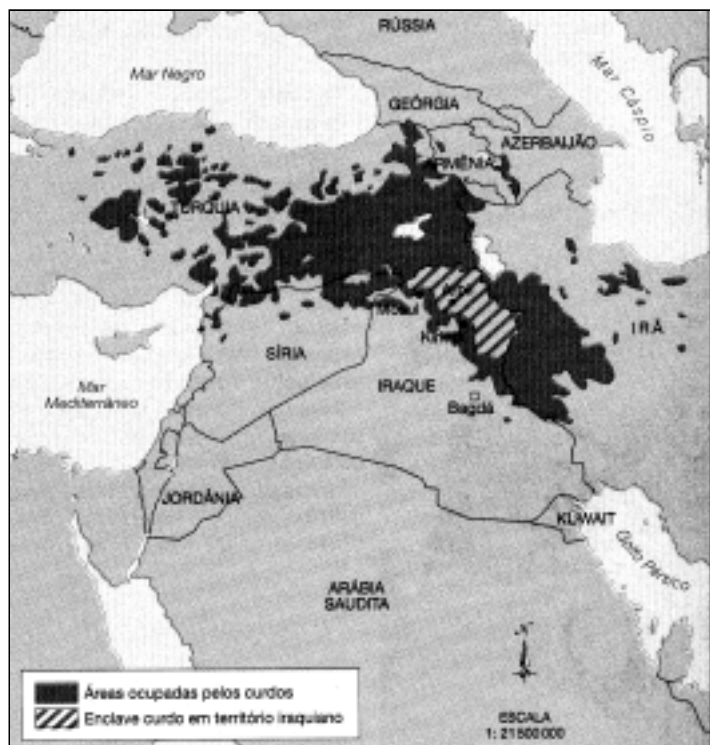 RÚSSIA
Mar Negro
Mar Cáspio
GEÓRGIA
AZERBAIJÃO
ARMÊNIA
TURQUIA
Mosul
IRÃ
SÍRIA
Mar
Mediterrâneo
IRAQUE
Bagdá
JORDÂNIA
KUWAIT
Golfo Pérsico
ARÁBIA
SAUDITA
N
Áreas ocupadas pelos curdos
Enclave curdo em território iraquiano
ESCALA
1: 21500000